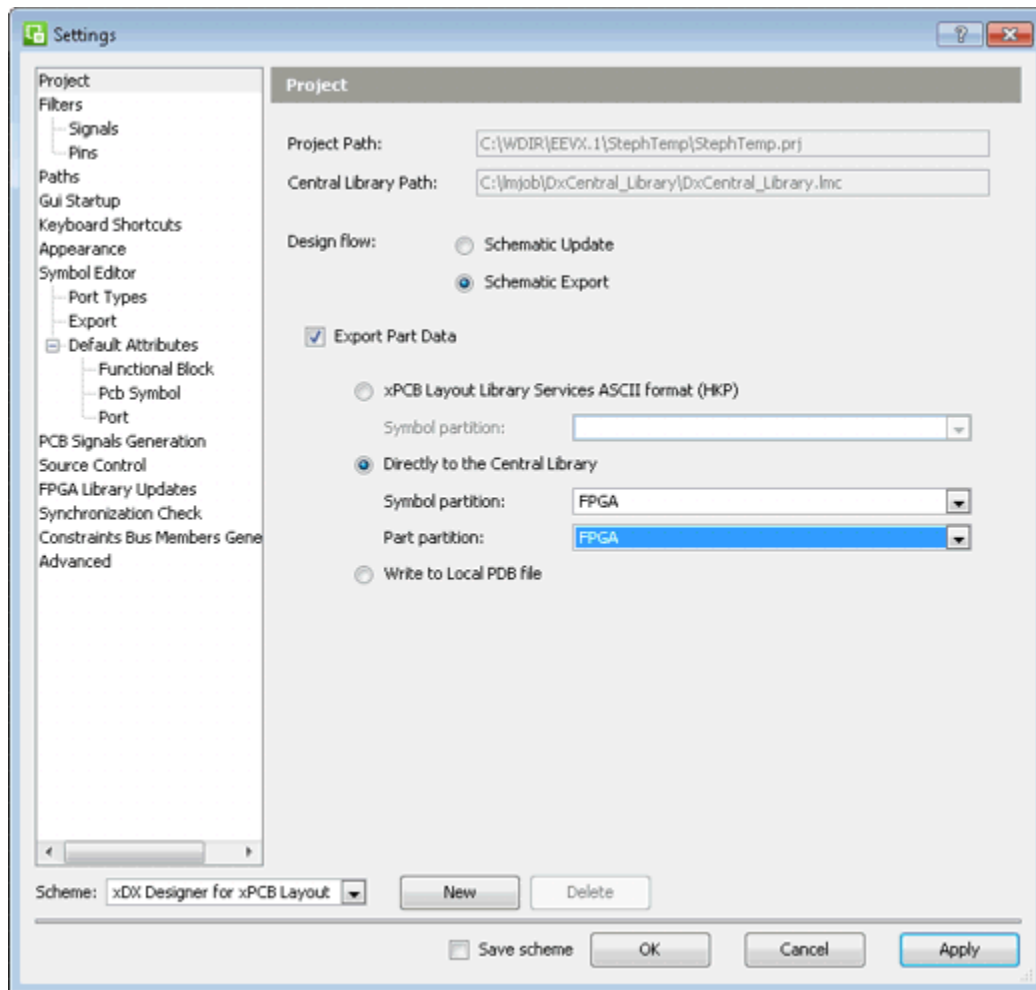 Settings
Project
Filters
Signals
Pins
Paths
Gui Startup
Keyboard Shortcuts
Appearance
Symbol Editor
Port Types
Export
Default Attributes
Functional Block
Pcb Symbol
Port
PCB Signals Generation
Source Control
FPGA Library Updates
Synchronization Check
Constraints Bus Members Gene
Advanced
Project
Project Path: C:\WDIR\EEVX.1\StephTemp\StephTemp.prj
Central Library Path: C:\lmjob\DxCentral_Library\DxCentral_Library.lmc
Design flow: Schematic Update
Schematic Export
Export Part Data
xPCB Layout Library Services ASCII format (HKP)
Symbol partition:
Directly to the Central Library
Symbol partition: FPGA
Part partition: FPGA
Write to Local PDB file
Scheme: xDX Designer for xPCB Layout New Delete
Save scheme OK Cancel Apply